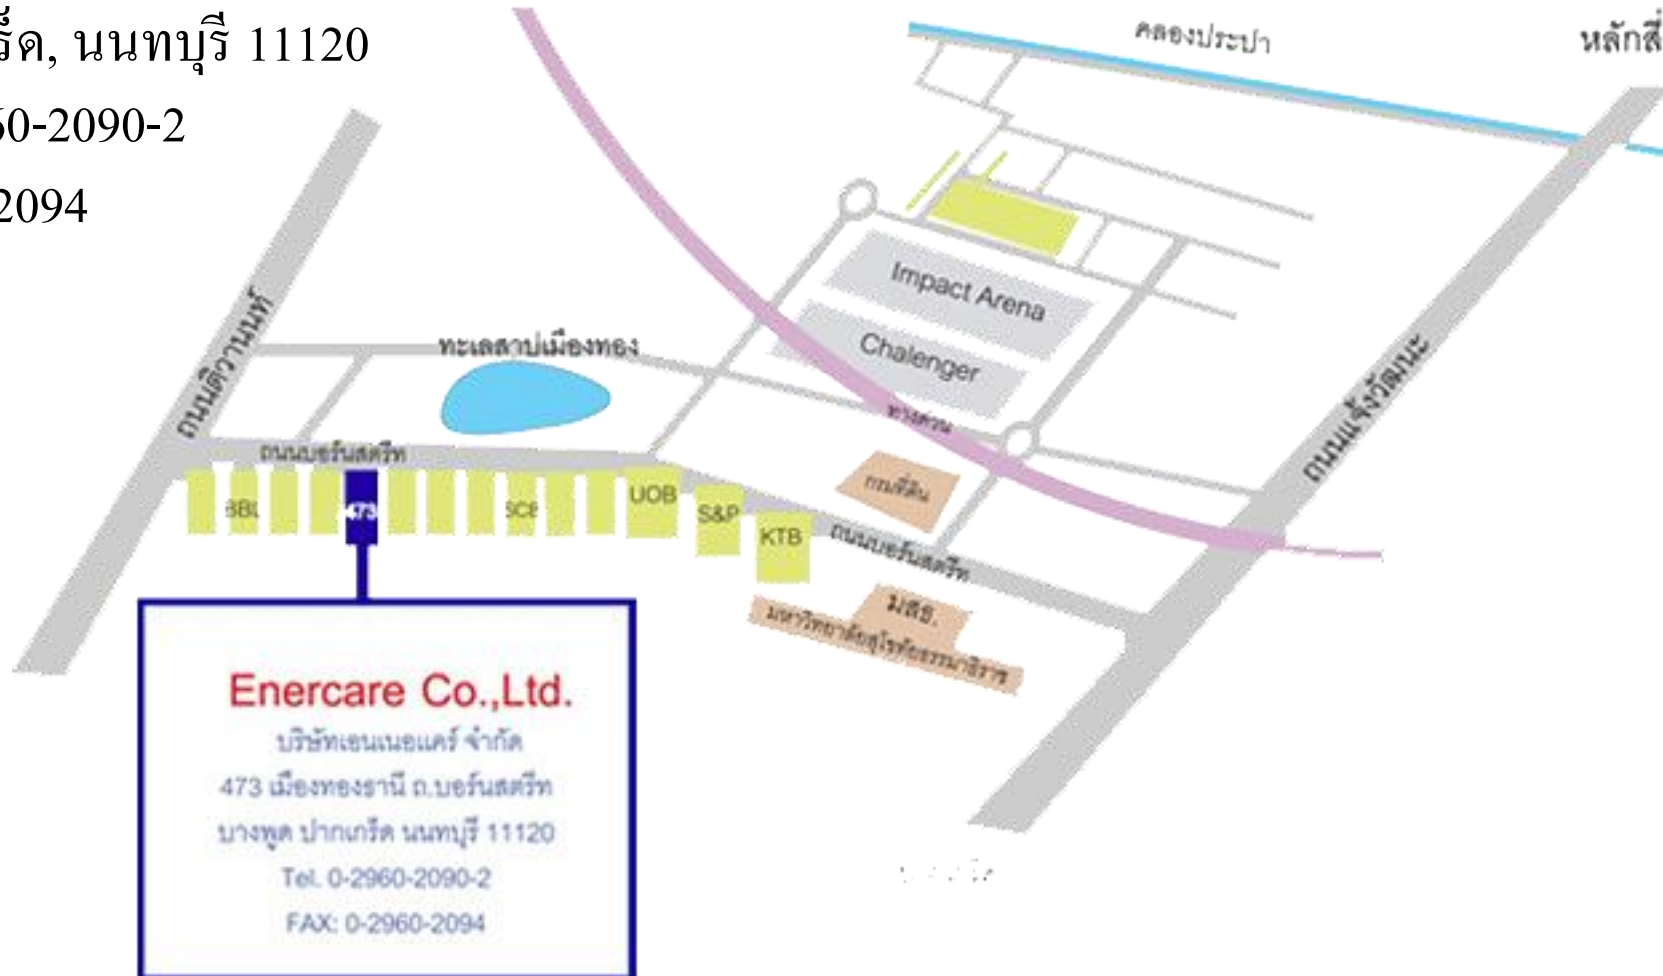 ร็ด, นนทบุรี 11120
60-2090-2
2094
คลองประปา
หลักสี่
Impact Arena
Chalenger
ถนนติวานนท์
ทะเลสาบเมืองทอง
ถนนแจ้งวัฒนะ
ทางด่วน
ถนนบอร์นสตรีท
BBL
473
SCB
UOB
S&P
KTB
กรมที่ดิน
ถนนบอร์นสตรีท
มสธ.
มหาวิทยาลัยสุโขทัยธรรมาธิราช
Enercare Co.,Ltd.
บริษัทเอนเนอแคร์ จำกัด
473 เมืองทองธานี ถ.บอร์นสตรีท
บางพูด ปากเกร็ด นนทบุรี 11120
Tel. 0-2960-2090-2
FAX: 0-2960-2094